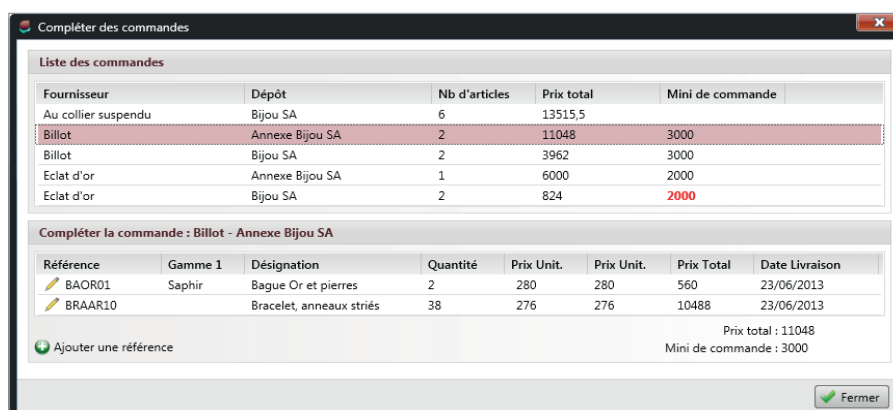 Compléter des commandes
Liste des commandes
Fournisseur Dépôt Nb d'articles Prix total Mini de commande
Au collier suspendu Bijou SA 6 13515,5
Billot Annexe Bijou SA 2 11048 3000
Billot Bijou SA 2 3962 3000
Eclat d'or Annexe Bijou SA 1 6000 2000
Eclat d'or Bijou SA 2 824 2000
Compléter la commande : Billot - Annexe Bijou SA
Référence Gamme 1 Désignation Quantité Prix Unit. Prix Unit. Prix Total Date Livraison
BAOR01 Saphir Bague Or et pierres 2 280 280 560 23/06/2013
BRAAR10 Bracelet, anneaux striés 38 276 276 10488 23/06/2013
Prix total : 11048
Ajouter une référence Mini de commande : 3000
Fermer